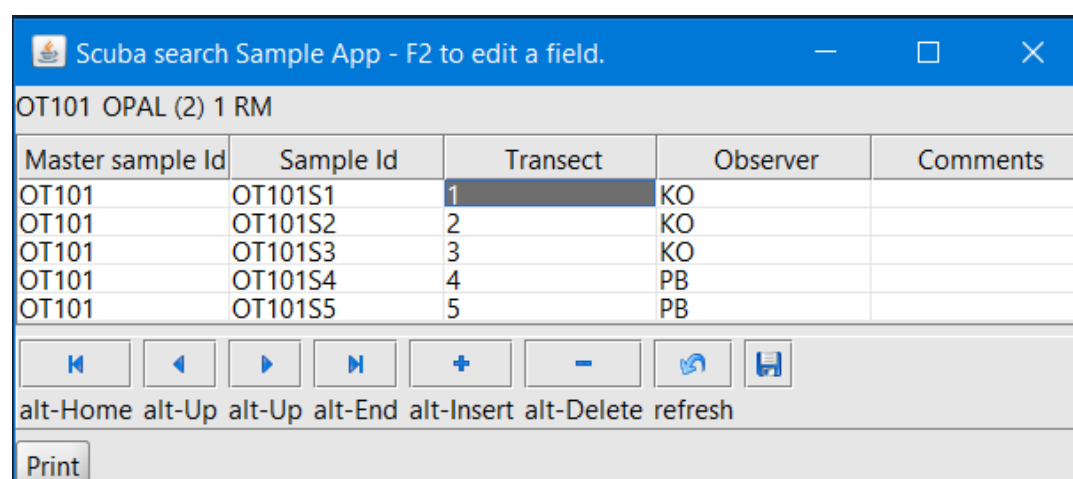 Scuba search Sample App - F2 to edit a field.
OT101 OPAL (2) 1 RM
Master sample Id Sample Id Transect Observer Comments
OT101 OT101S1 1 KO
OT101 OT101S2 2 KO
OT101 OT101S3 3 KO
OT101 OT101S4 4 PB
OT101 OT101S5 5 PB
alt-Home alt-Up alt-Up alt-End alt-Insert alt-Delete refresh
Print